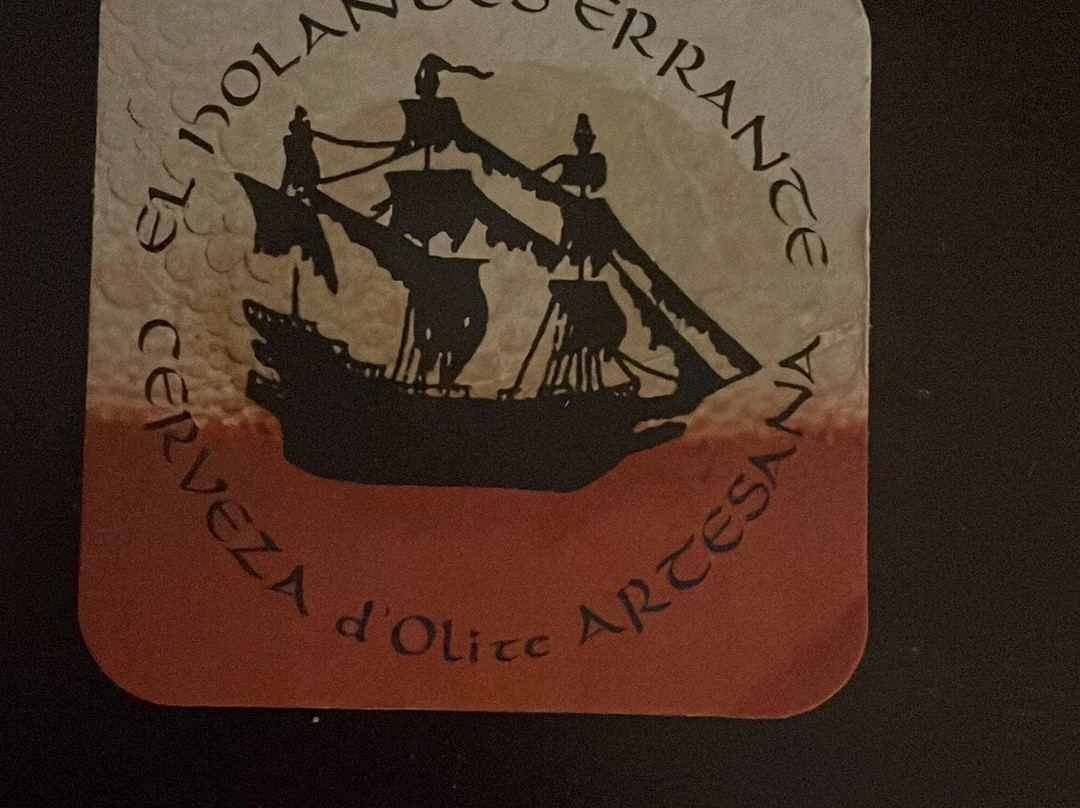 EL HOLANDES ERRANTE
CERVEZA d'Olite ARTESANA